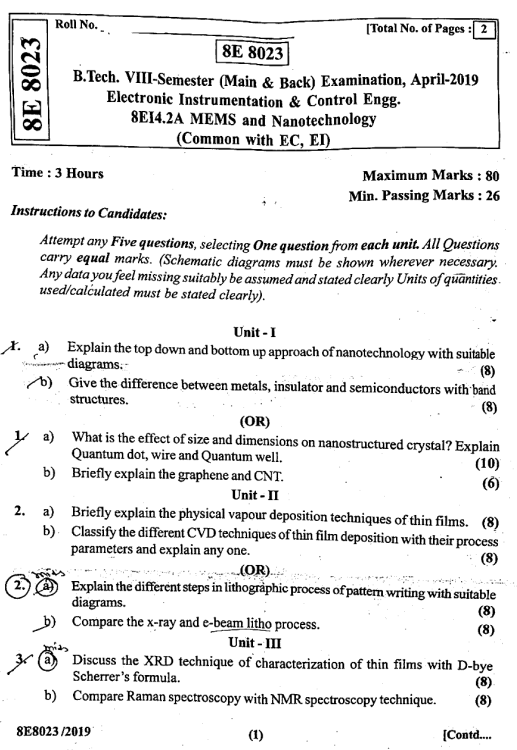 8E 8023
Roll No.
[Total No. of Pages : 2
8E 8023
B.Tech. VIII-Semester (Main & Back) Examination, April-2019
Electronic Instrumentation & Control Engg.
8EI4.2A MEMS and Nanotechnology
(Common with EC, EI)
Time : 3 Hours
Maximum Marks : 80
Min. Passing Marks : 26
Instructions to Candidates:
Attempt any Five questions, selecting One question from each unit. All Questions
carry equal marks. (Schematic diagrams must be shown wherever necessary.
Any data you feel missing suitably be assumed and stated clearly Units of quantities
used/calculated must be stated clearly).
Unit - I
1. a) Explain the top down and bottom up approach of nanotechnology with suitable
diagrams. (8)
b) Give the difference between metals, insulator and semiconductors with band
structures. (8)
(OR)
1. a) What is the effect of size and dimensions on nanostructured crystal? Explain
Quantum dot, wire and Quantum well. (10)
b) Briefly explain the graphene and CNT. (6)
Unit - II
2. a) Briefly explain the physical vapour deposition techniques of thin films. (8)
b) Classify the different CVD techniques of thin film deposition with their process
parameters and explain any one. (8)
(OR)
2. a) Explain the different steps in lithographic process of pattern writing with suitable
diagrams. (8)
b) Compare the x-ray and e-beam litho process. (8)
Unit - III
3. a) Discuss the XRD technique of characterization of thin films with D-bye
Scherrer's formula. (8)
b) Compare Raman spectroscopy with NMR spectroscopy technique. (8)
8E8023 /2019
(1)
[Contd....